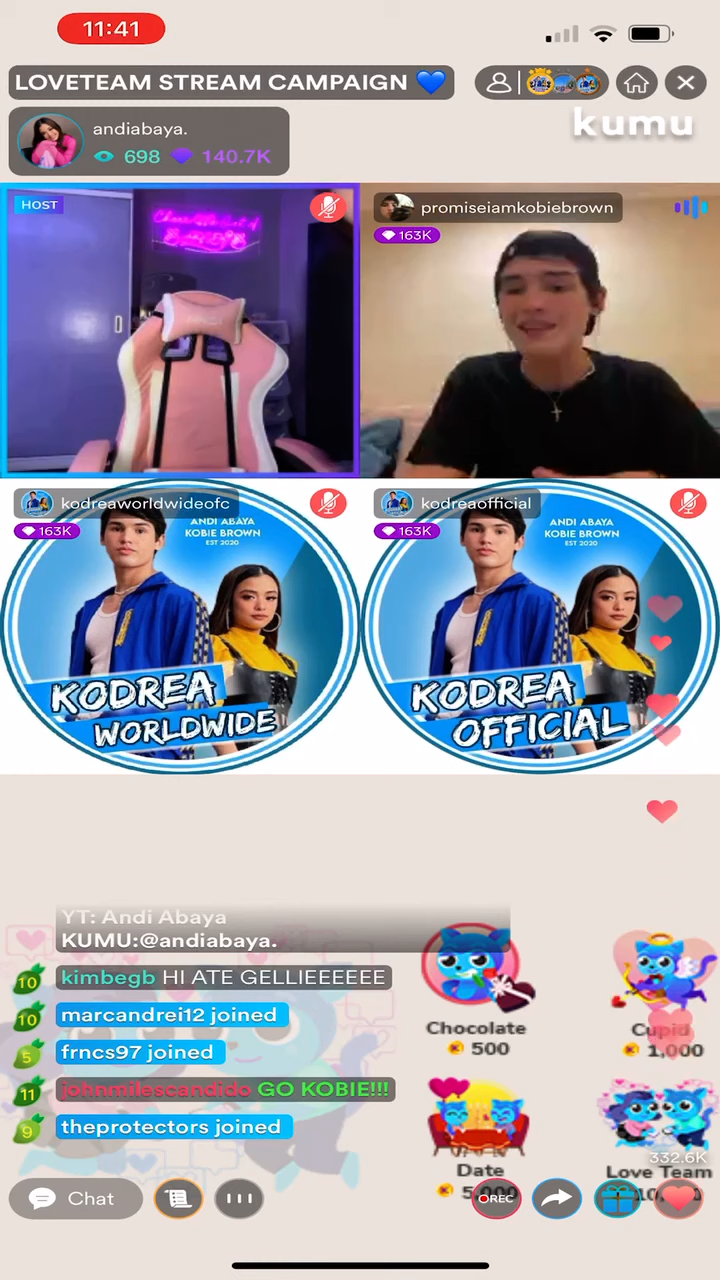 11:41
LOVETEAM STREAM CAMPAIGN 💙
kumu
andiabaya.
698 140.7K
HOST
promiseiamkobiebrown
163K
kodreaworldwideofc
163K
ANDI ABAYA
KOBIE BROWN
EST 2020
KODREA
WORLDWIDE
kodreaofficial
163K
ANDI ABAYA
KOBIE BROWN
EST 2020
KODREA
OFFICIAL
YT: Andi Abaya
KUMU:@andiabaya.
10 kimbegb HI ATE GELLIEEEEEE
10 marcandrei12 joined
5 frncs97 joined
11 johnmilescandido GO KOBIE!!!
9 theprotectors joined
Chocolate
500
Cupid
1,000
Date
Love Team
332.6K
Chat
REC